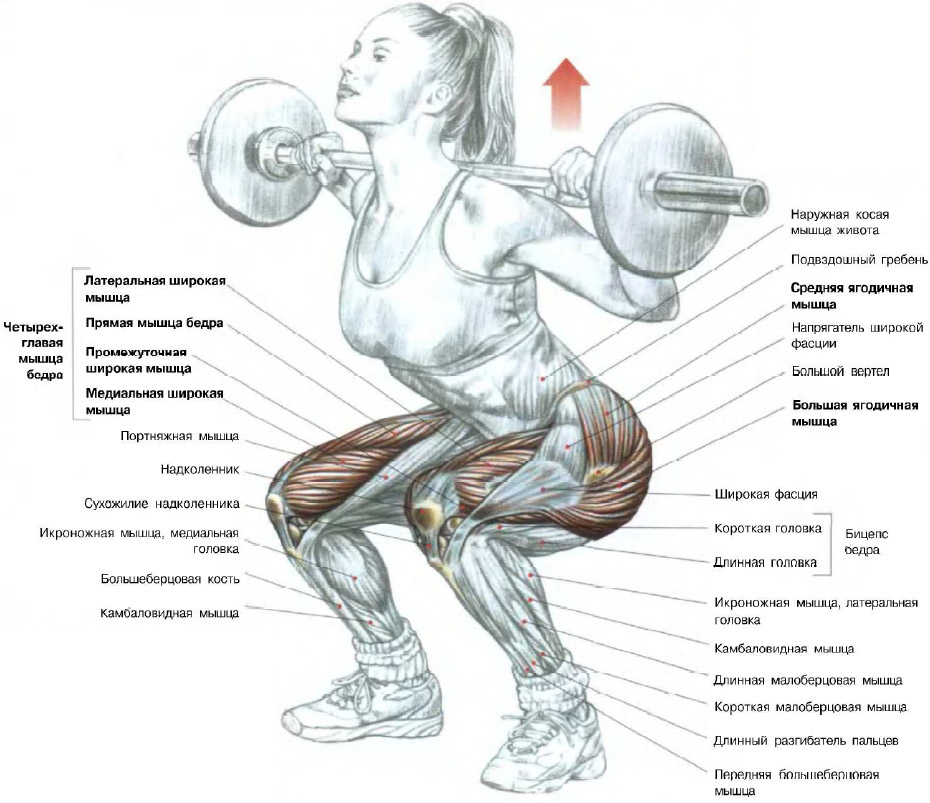 Четырех-
главая
мышца
бедра
Латеральная широкая
мышца
Прямая мышца бедра
Промежуточная
широкая мышца
Медиальная широкая
мышца
Портняжная мышца
Надколенник
Сухожилие надколенника
Икроножная мышца, медиальная
головка
Большеберцовая кость
Камбаловидная мышца
Наружная косая
мышца живота
Подвздошный гребень
Средняя ягодичная
мышца
Напрягатель широкой
фасции
Большой вертел
Большая ягодичная
мышца
Широкая фасция
Короткая головка
Длинная головка
Бицепс
бедра
Икроножная мышца, латеральная
головка
Камбаловидная мышца
Длинная малоберцовая мышца
Короткая малоберцовая мышца
Длинный разгибатель пальцев
Передняя большеберцовая
мышца